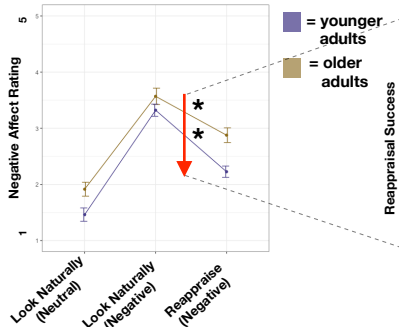 5
4
3
2
1
1
Negative Affect Rating
= younger
adults
= older
adults
*
*
Reappraisal Success
Look Naturally
(Neutral)
Look Naturally
(Negative)
Reappraise
(Negative)